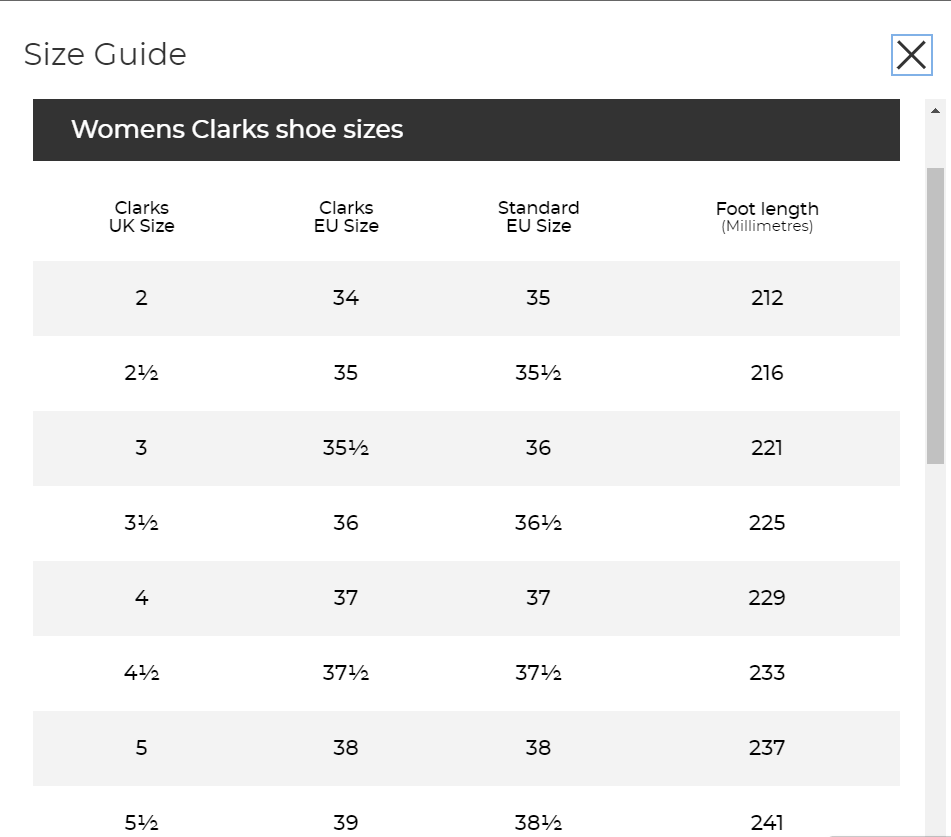 Size Guide
Womens Clarks shoe sizes
Clarks UK Size Clarks EU Size Standard EU Size Foot length (Millimetres)
2 34 35 212
2½ 35 35½ 216
3 35½ 36 221
3½ 36 36½ 225
4 37 37 229
4½ 37½ 37½ 233
5 38 38 237
5½ 39 38½ 241